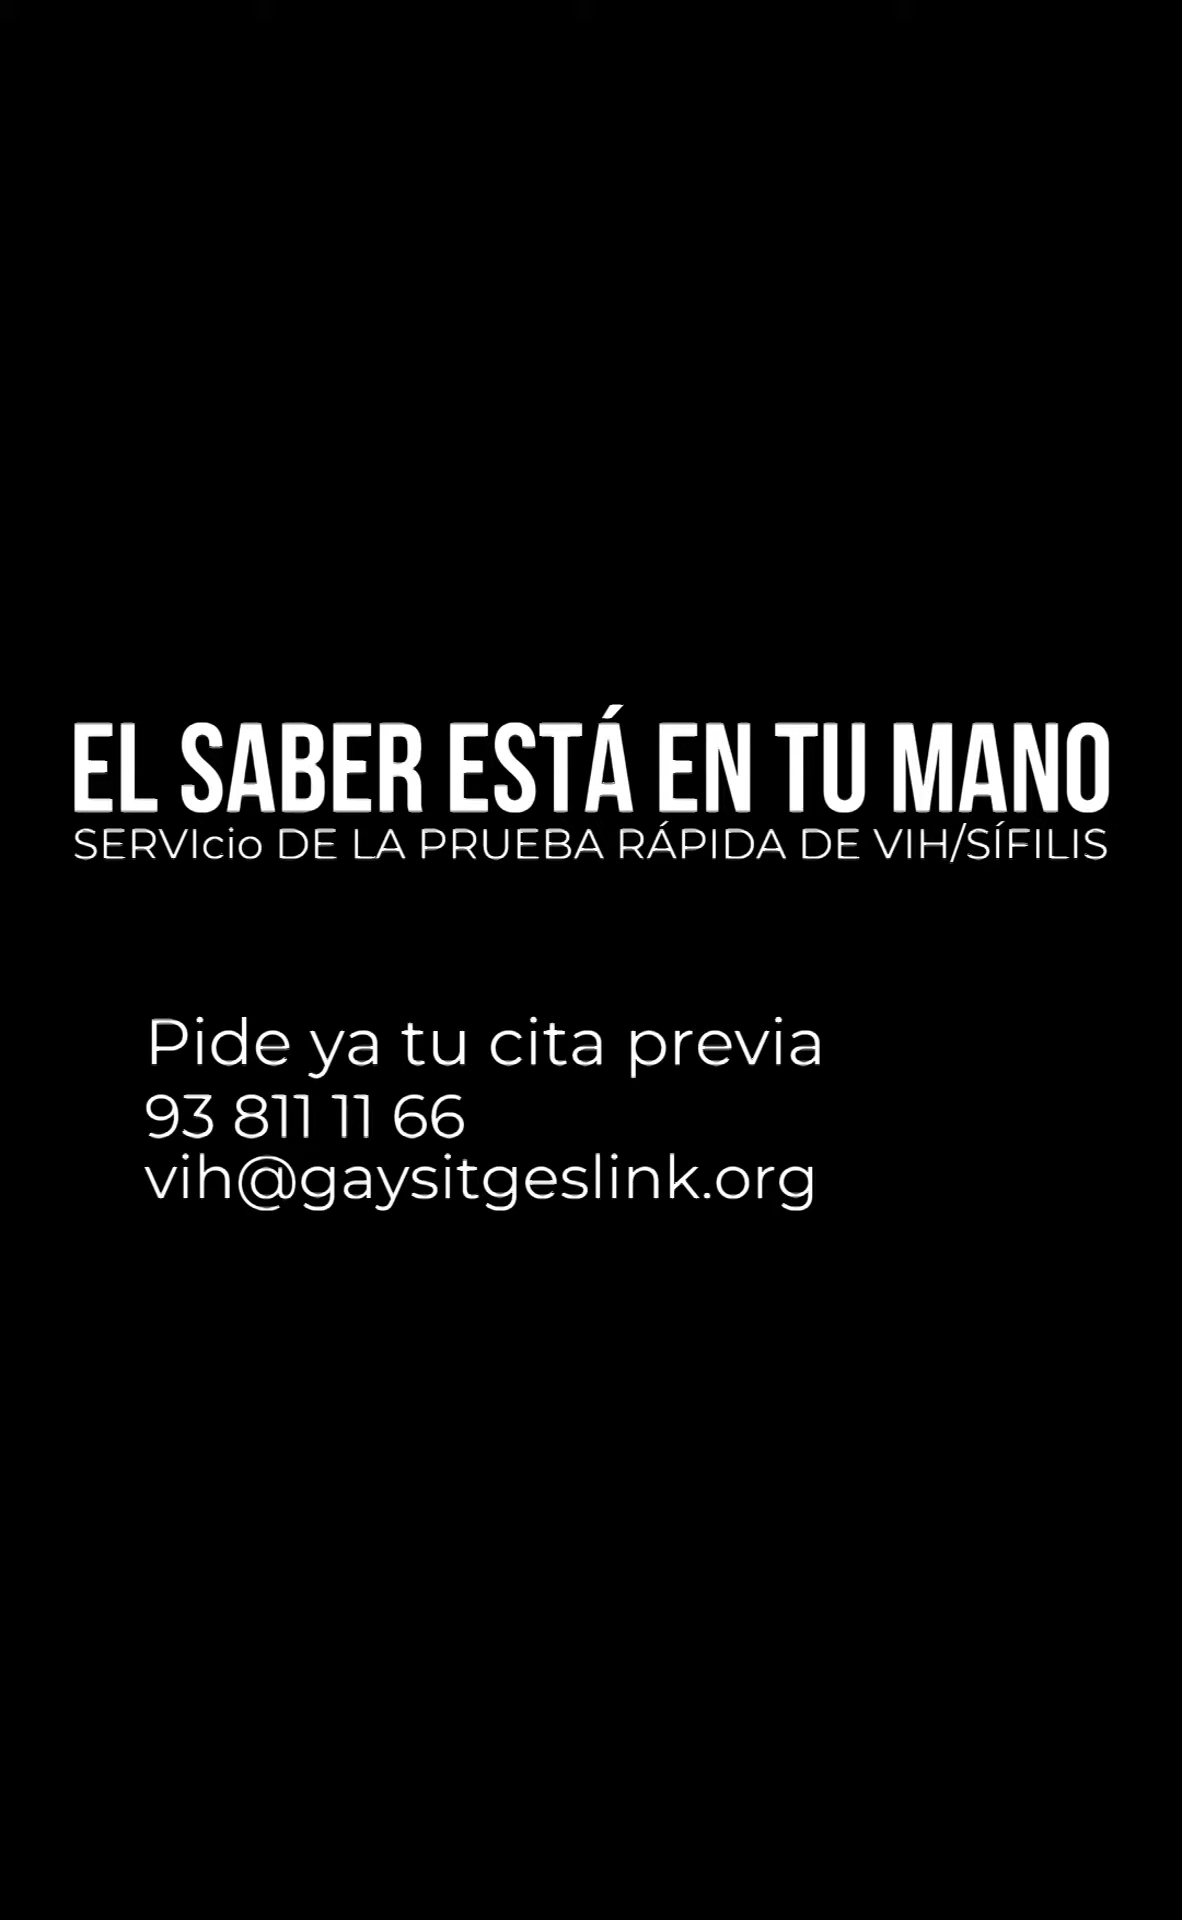 EL SABER ESTÁ EN TU MANO
SERVIcio DE LA PRUEBA RÁPIDA DE VIH/SÍFILIS
Pide ya tu cita previa
93 811 11 66
vih@gaysitgeslink.org